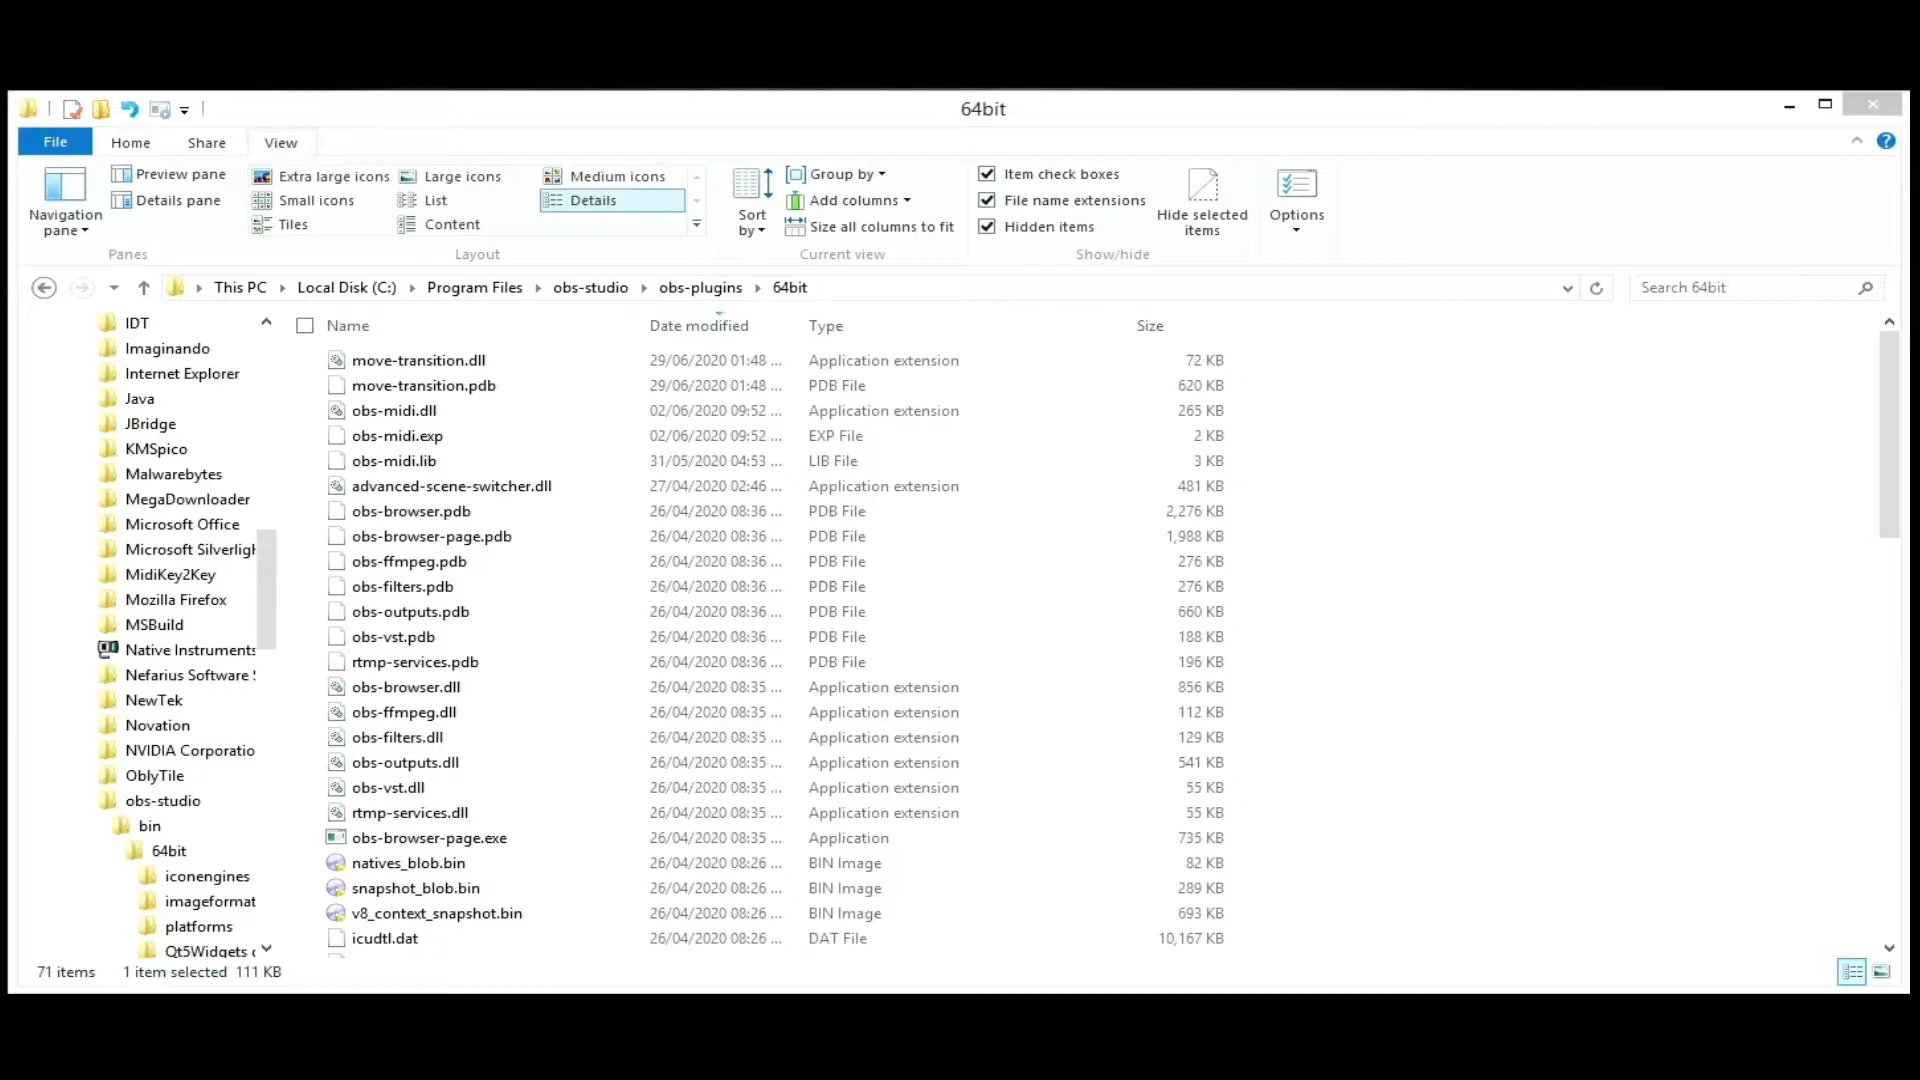 64bit
File Home Share View
Navigation pane
Preview pane
Details pane
Panes
Extra large icons Large icons Medium icons
Small icons List Details
Tiles Content
Layout
Sort by
Group by
Add columns
Size all columns to fit
Current view
Item check boxes
File name extensions
Hidden items
Hide selected items
Show/hide
Options
This PC Local Disk (C:) Program Files obs-studio obs-plugins 64bit
Search 64bit
IDT
Imaginando
Internet Explorer
Java
JBridge
KMSpico
Malwarebytes
MegaDownloader
Microsoft Office
Microsoft Silverligh
MidiKey2Key
Mozilla Firefox
MSBuild
Native Instruments
Nefarius Software
NewTek
Novation
NVIDIA Corporatio
OblyTile
obs-studio
bin
64bit
iconengines
imageformat
platforms
Qt5Widgets
Name Date modified Type Size
move-transition.dll 29/06/2020 01:48 ... Application extension 72 KB
move-transition.pdb 29/06/2020 01:48 ... PDB File 620 KB
obs-midi.dll 02/06/2020 09:52 ... Application extension 265 KB
obs-midi.exp 02/06/2020 09:52 ... EXP File 2 KB
obs-midi.lib 31/05/2020 04:53 ... LIB File 3 KB
advanced-scene-switcher.dll 27/04/2020 02:46 ... Application extension 481 KB
obs-browser.pdb 26/04/2020 08:36 ... PDB File 2,276 KB
obs-browser-page.pdb 26/04/2020 08:36 ... PDB File 1,988 KB
obs-ffmpeg.pdb 26/04/2020 08:36 ... PDB File 276 KB
obs-filters.pdb 26/04/2020 08:36 ... PDB File 276 KB
obs-outputs.pdb 26/04/2020 08:36 ... PDB File 660 KB
obs-vst.pdb 26/04/2020 08:36 ... PDB File 188 KB
rtmp-services.pdb 26/04/2020 08:36 ... PDB File 196 KB
obs-browser.dll 26/04/2020 08:35 ... Application extension 856 KB
obs-ffmpeg.dll 26/04/2020 08:35 ... Application extension 112 KB
obs-filters.dll 26/04/2020 08:35 ... Application extension 129 KB
obs-outputs.dll 26/04/2020 08:35 ... Application extension 541 KB
obs-vst.dll 26/04/2020 08:35 ... Application extension 55 KB
rtmp-services.dll 26/04/2020 08:35 ... Application extension 55 KB
obs-browser-page.exe 26/04/2020 08:35 ... Application 735 KB
natives_blob.bin 26/04/2020 08:26 ... BIN Image 82 KB
snapshot_blob.bin 26/04/2020 08:26 ... BIN Image 289 KB
v8_context_snapshot.bin 26/04/2020 08:26 ... BIN Image 693 KB
icudtl.dat 26/04/2020 08:26 ... DAT File 10,167 KB
71 items 1 item selected 111 KB